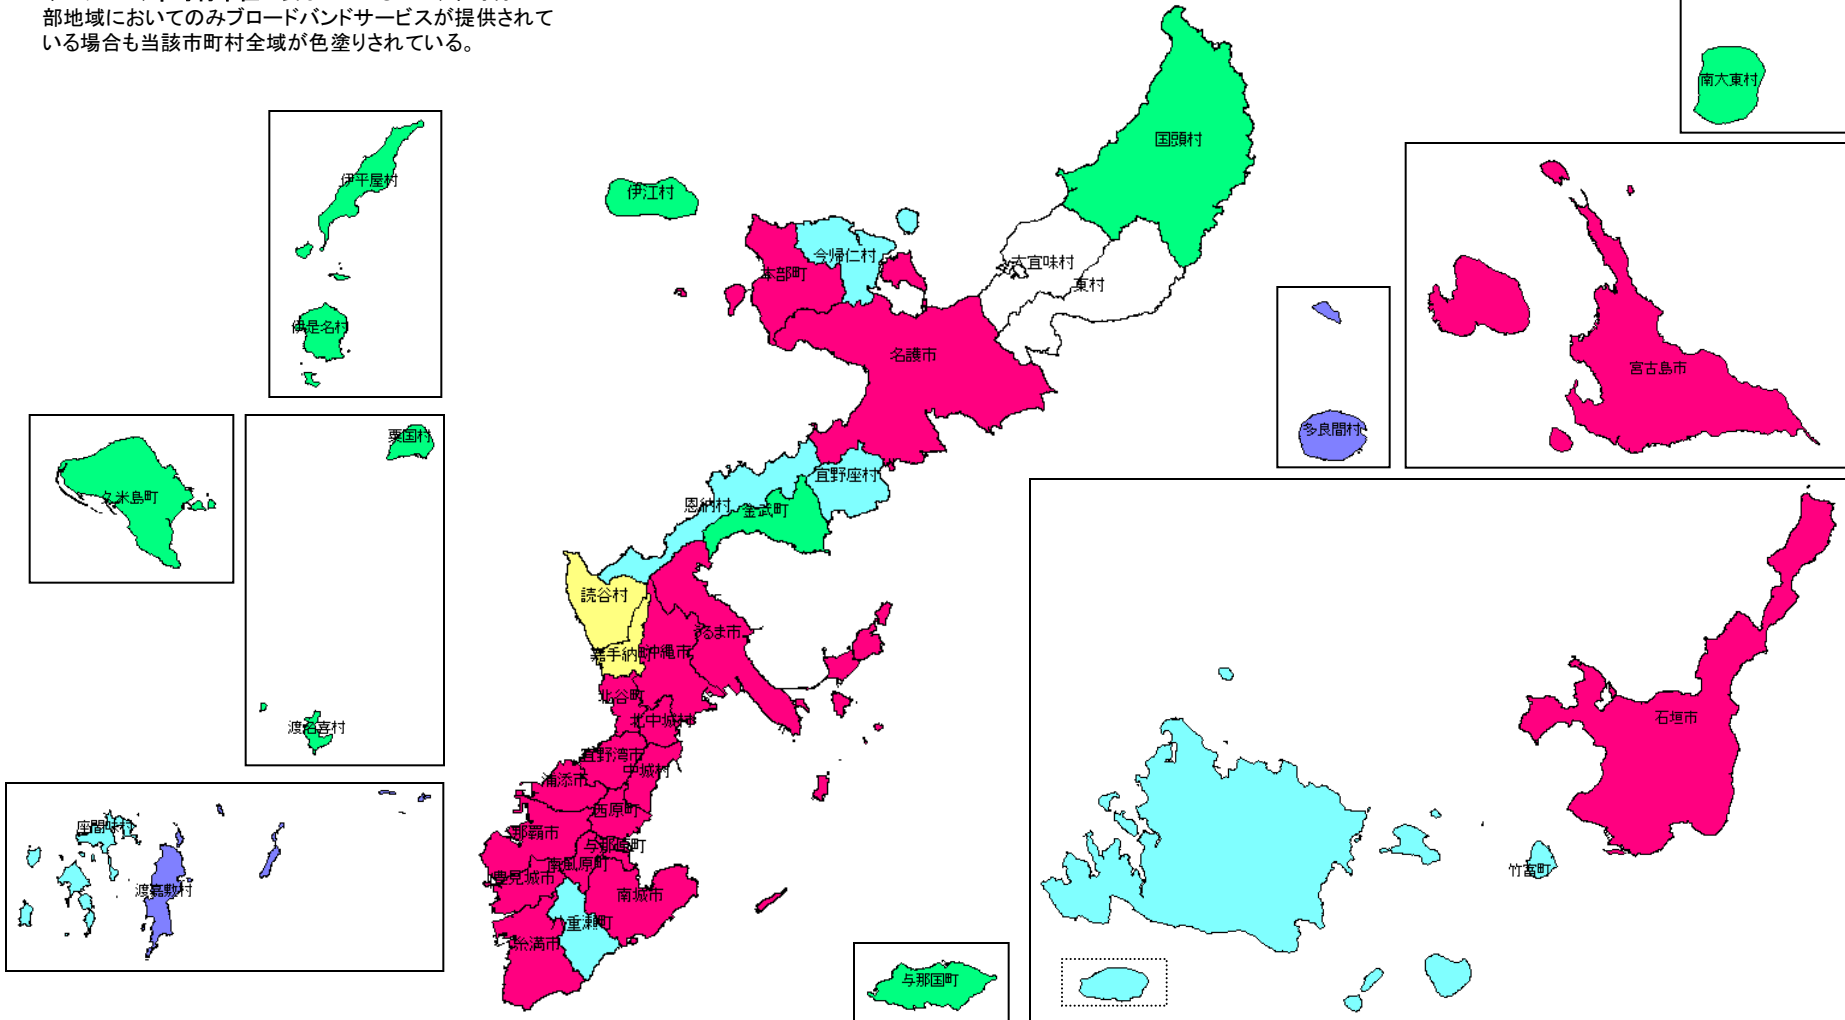 部地域においてのみブロードバンドサービスが提供されて
いる場合も当該市町村全域が色塗りされている。
南大東村
国頭村
伊平屋村
伊江村
今帰仁村
大宜味村
本部町
東村
伊是名村
名護市
宮古島市
多良間村
粟国村
宜野座村
久米島町
恩納村
金武町
読谷村
うるま市
嘉手納町
沖縄市
北谷町
石垣市
北中城村
渡名喜村
宜野湾市
中城村
浦添市
西原町
座間味村
那覇市
与那原町
南風原町
竹富町
豊見城市
渡嘉敷村
南城市
八重瀬町
糸満市
与那国町